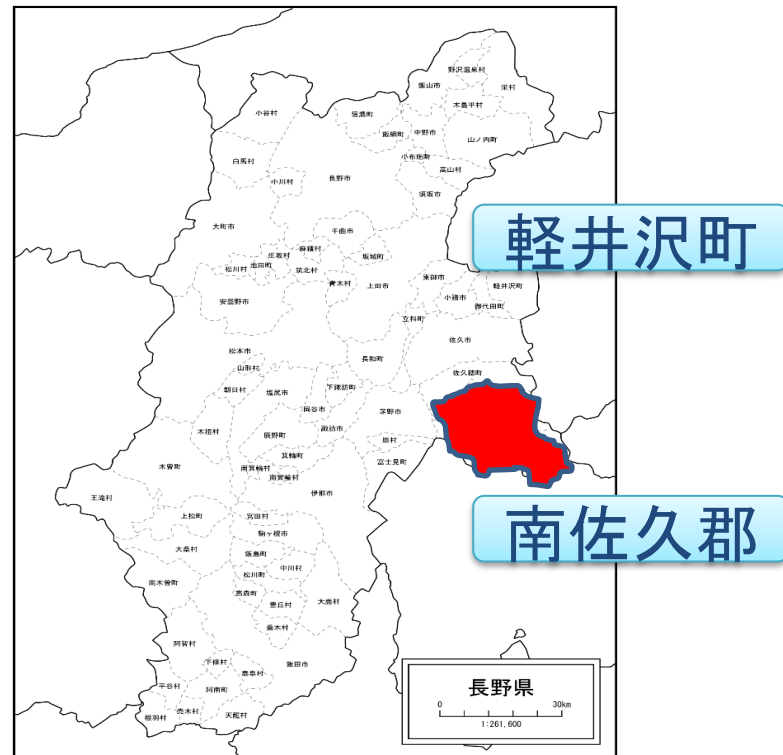 野沢温泉村
飯山市
栄村
木島平村
小谷村
信濃町
飯綱町
中野市
山ノ内町
小布施町
高山村
白馬村
小川村
長野市
須坂市
軽井沢町
大町市
千曲市
麻績村
生坂村
坂城町
池田町
松川村
筑北村
青木村
上田市
東御市
軽井沢町
小諸市
御代田町
安曇野市
立科町
佐久市
松本市
長和町
山形村
佐久穂町
朝日村
塩尻市
下諏訪町
岡谷市
茅野市
木祖村
諏訪市
辰野町
原村
箕輪町
富士見町
木曽町
南箕輪村
南箕輪村
伊那市
王滝村
南佐久郡
上松町
宮田村
駒ヶ根市
大桑村
飯島町
中川村
松川町
南木曽町
高森町
大鹿村
豊丘村
喬木村
阿智村
下條村
泰阜村
飯田市
平谷村
阿南町
売木村
根羽村
天龍村
長野県
0 30km
1:261,600